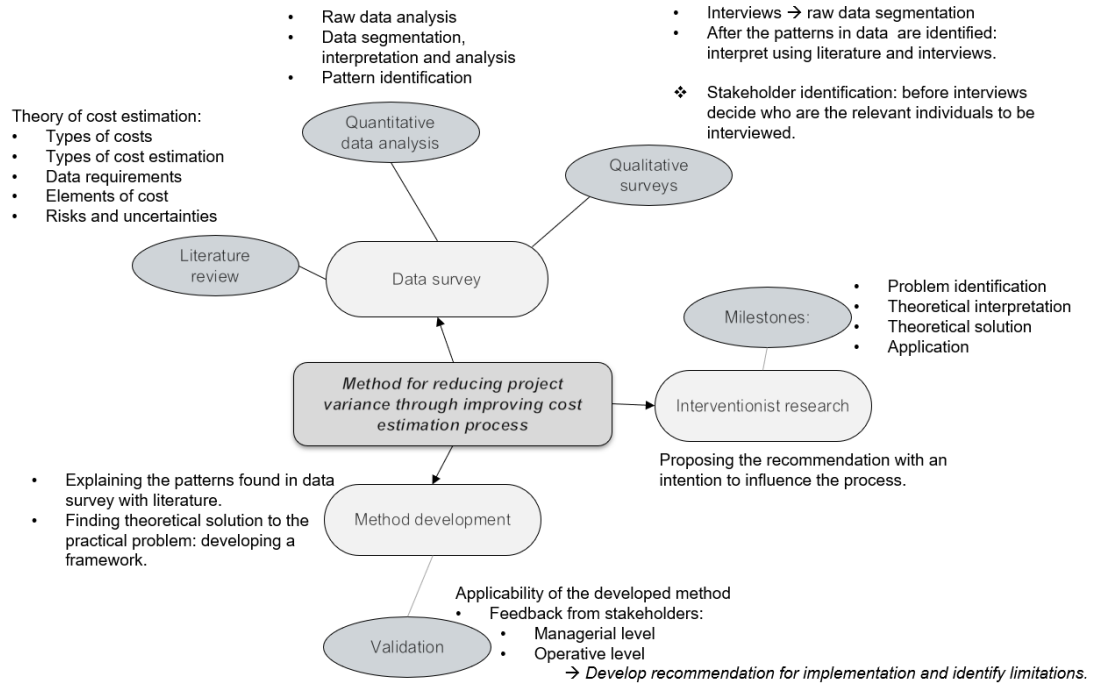 • Raw data analysis
• Data segmentation,
interpretation and analysis
• Pattern identification
• Interviews → raw data segmentation
• After the patterns in data are identified:
interpret using literature and interviews.
❖ Stakeholder identification: before interviews
decide who are the relevant individuals to be
interviewed.
Theory of cost estimation:
• Types of costs
• Types of cost estimation
• Data requirements
• Elements of cost
• Risks and uncertainties
Quantitative
data analysis
Qualitative
surveys
Literature
review
Data survey
Milestones:
• Problem identification
• Theoretical interpretation
• Theoretical solution
• Application
Method for reducing project
variance through improving cost
estimation process
Interventionist research
Proposing the recommendation with an
intention to influence the process.
• Explaining the patterns found in data
survey with literature.
• Finding theoretical solution to the
practical problem: developing a
framework.
Method development
Validation
Applicability of the developed method
• Feedback from stakeholders:
• Managerial level
• Operative level
→ Develop recommendation for implementation and identify limitations.